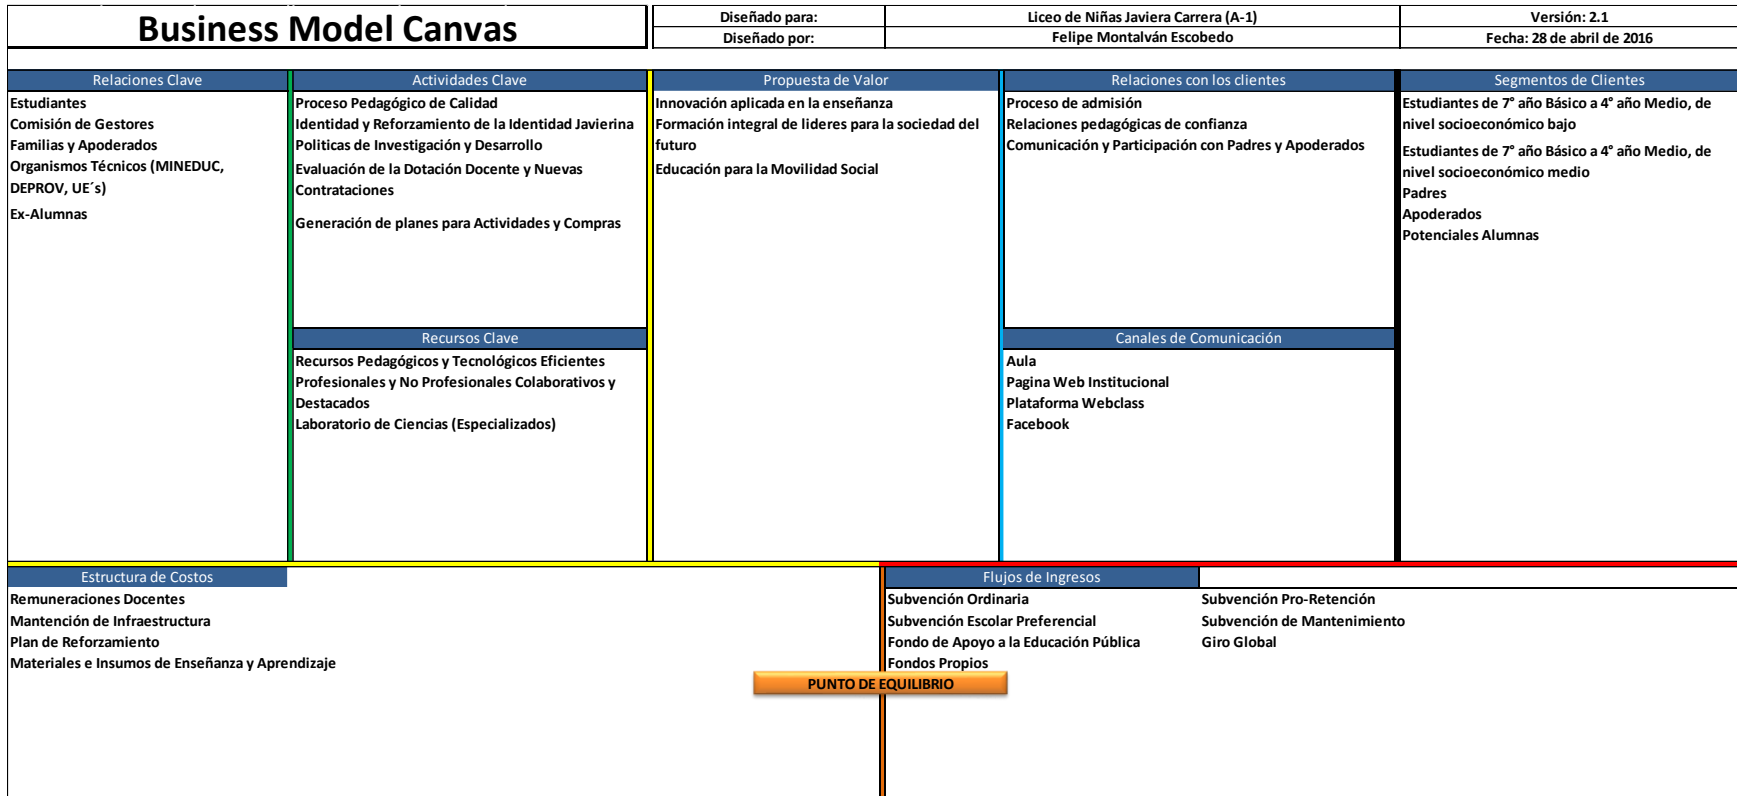 Business Model Canvas
Diseñado para:
Liceo de Niñas Javiera Carrera (A-1)
Versión: 2.1
Diseñado por:
Felipe Montalván Escobedo
Fecha: 28 de abril de 2016
Relaciones Clave
Estudiantes
Comisión de Gestores
Familias y Apoderados
Organismos Técnicos (MINEDUC,
DEPROV, UE´s)
Ex-Alumnas
Actividades Clave
Proceso Pedagógico de Calidad
Identidad y Reforzamiento de la Identidad Javierina
Politicas de Investigación y Desarrollo
Evaluación de la Dotación Docente y Nuevas
Contrataciones
Generación de planes para Actividades y Compras
Recursos Clave
Recursos Pedagógicos y Tecnológicos Eficientes
Profesionales y No Profesionales Colaborativos y
Destacados
Laboratorio de Ciencias (Especializados)
Propuesta de Valor
Innovación aplicada en la enseñanza
Formación integral de lideres para la sociedad del
futuro
Educación para la Movilidad Social
Relaciones con los clientes
Proceso de admisión
Relaciones pedagógicas de confianza
Comunicación y Participación con Padres y Apoderados
Canales de Comunicación
Aula
Pagina Web Institucional
Plataforma Webclass
Facebook
Segmentos de Clientes
Estudiantes de 7° año Básico a 4° año Medio, de
nivel socioeconómico bajo
Estudiantes de 7° año Básico a 4° año Medio, de
nivel socioeconómico medio
Padres
Apoderados
Potenciales Alumnas
Estructura de Costos
Remuneraciones Docentes
Mantención de Infraestructura
Plan de Reforzamiento
Materiales e Insumos de Enseñanza y Aprendizaje
Flujos de Ingresos
Subvención Ordinaria
Subvención Escolar Preferencial
Fondo de Apoyo a la Educación Pública
Fondos Propios
Subvención Pro-Retención
Subvención de Mantenimiento
Giro Global
PUNTO DE EQUILIBRIO